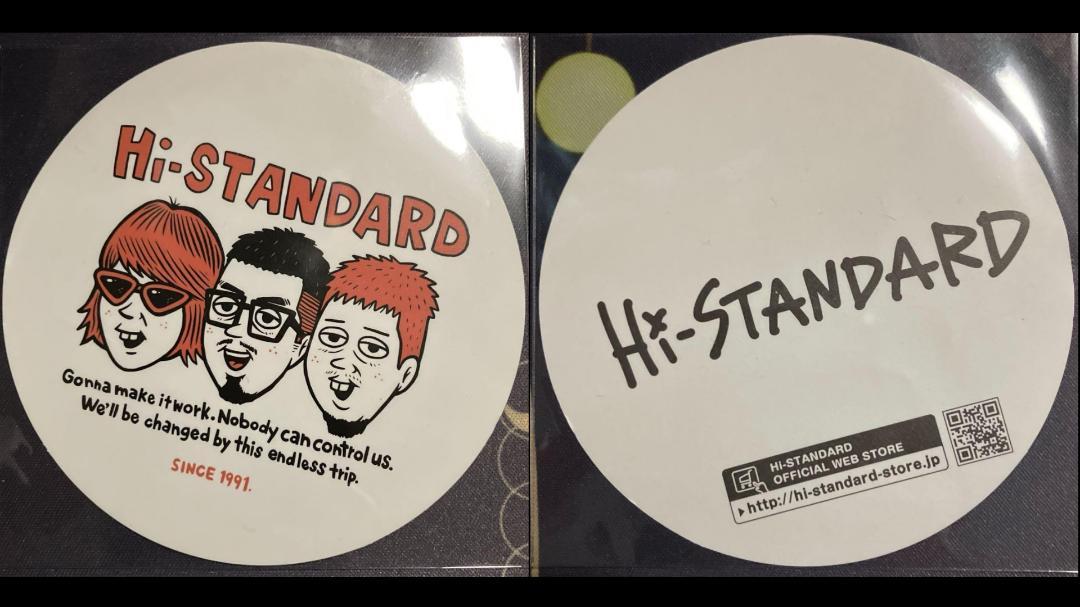 Hi-STANDARD
Gonna make it work. Nobody can control us.
We'll be changed by this endless trip.
SINCE 1991.
Hi-STANDARD
HI-STANDARD
OFFICIAL WEB STORE
http://hi-standard-store.jp